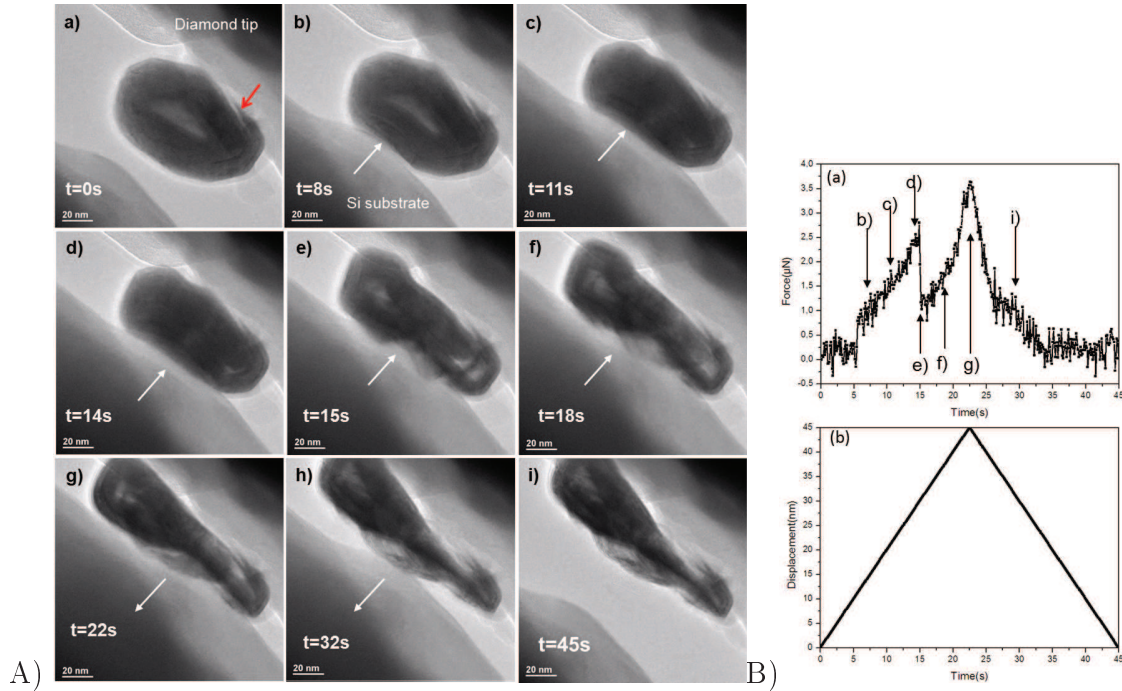 a)
Diamond tip
t=0s
20 nm
b)
t=8s
Si substrate
20 nm
c)
t=11s
20 nm
d)
t=14s
20 nm
e)
t=15s
20 nm
f)
t=18s
20 nm
g)
t=22s
20 nm
h)
t=32s
20 nm
i)
t=45s
20 nm
A)
(a)
4,0
3,5
3,0
2,5
2,0
1,5
1,0
0,5
0,0
-0,5
Force(µN)
b)
c)
d)
i)
e)
f)
g)
0 5 10 15 20 25 30 35 40 45
Time(s)
(b)
45
40
35
30
25
20
15
10
5
0
Displacement(nm)
0 5 10 15 20 25 30 35 40 45
Time(s)
B)